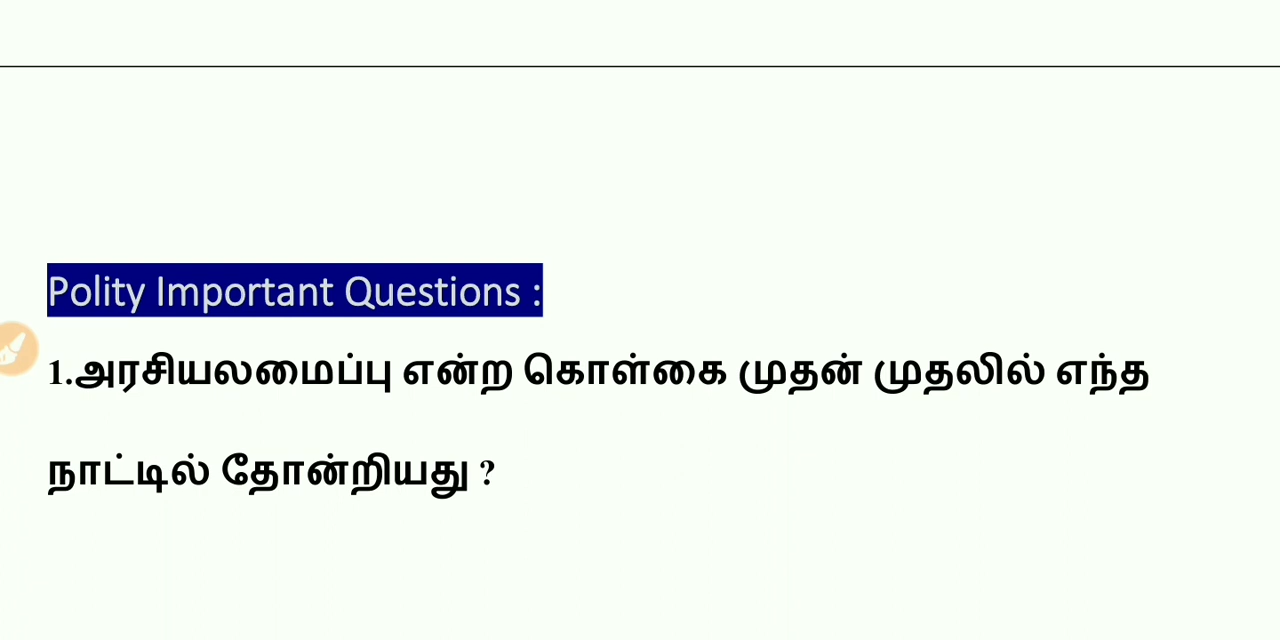 Polity Important Questions :
1.அரசியலமைப்பு என்ற கொள்கை முதன் முதலில் எந்த
நாட்டில் தோன்றியது ?